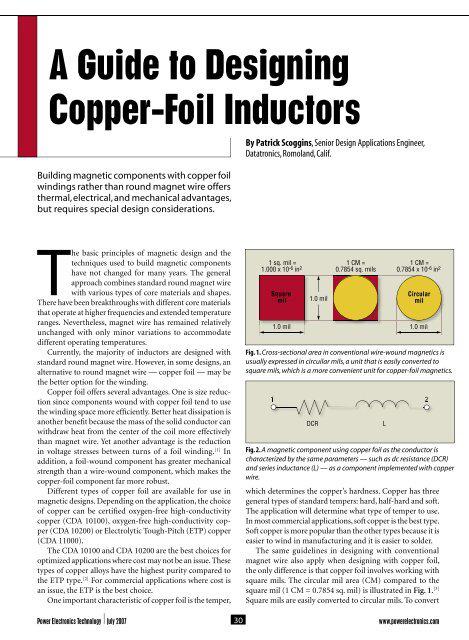 A Guide to Designing
Copper-Foil Inductors
By Patrick Scoggins, Senior Design Applications Engineer,
Datatronics, Romoland, Calif.
Building magnetic components with copper foil
windings rather than round magnet wire offers
thermal, electrical, and mechanical advantages,
but requires special design considerations.
The basic principles of magnetic design and the
techniques used to build magnetic components
have not changed for many years. The general
approach combines standard round magnet wire
with various types of core materials and shapes.
There have been breakthroughs with different core materials
that operate at higher frequencies and extended temperature
ranges. Nevertheless, magnet wire has remained relatively
unchanged with only minor variations to accommodate
different operating temperatures.
Currently, the majority of inductors are designed with
standard round magnet wire. However, in some designs, an
alternative to round magnet wire — copper foil — may be
the better option for the winding.
Copper foil offers several advantages. One is size reduc-
tion since components wound with copper foil tend to use
the winding space more efficiently. Better heat dissipation is
another benefit because the mass of the solid conductor can
withdraw heat from the center of the coil more effectively
than magnet wire. Yet another advantage is the reduction
in voltage stresses between turns of a foil winding.[1] In
addition, a foil-wound component has greater mechanical
strength than a wire-wound component, which makes the
copper-foil component far more robust.
Different types of copper foil are available for use in
magnetic designs. Depending on the application, the choice
of copper can be certified oxygen-free high-conductivity
copper (CDA 10100), oxygen-free high-conductivity cop-
per (CDA 10200) or Electrolytic Tough-Pitch (ETP) copper
(CDA 11000).
The CDA 10100 and CDA 10200 are the best choices for
optimized applications where cost may not be an issue. These
types of copper alloys have the highest purity compared to
the ETP type.[2] For commercial applications where cost is
an issue, the ETP is the best choice.
One important characteristic of copper foil is the temper,
1 sq. mil =
1.000 x 10-6 in2
1 CM =
0.7854 sq. mils
1 CM =
0.7854 x 10-6 in2
Square
mil
1.0 mil
Circular
mil
1.0 mil
1.0 mil
Fig. 1. Cross-sectional area in conventional wire-wound magnetics is
usually expressed in circular mils, a unit that is easily converted to
square mils, which is a more convenient unit for copper-foil magnetics.
1
2
DCR
L
Fig. 2. A magnetic component using copper foil as the conductor is
characterized by the same parameters — such as dc resistance (DCR)
and series inductance (L) — as a component implemented with copper
wire.
which determines the copper's hardness. Copper has three
general types of standard tempers: hard, half-hard and soft.
The application will determine what type of temper to use.
In most commercial applications, soft copper is the best type.
Soft copper is more popular than the other types because it is
easier to wind in manufacturing and it is easier to solder.
The same guidelines in designing with conventional
magnet wire also apply when designing with copper foil,
the only difference is that copper foil involves working with
square mils. The circular mil area (CM) compared to the
square mil (1 CM = 0.7854 sq. mil) is illustrated in Fig. 1.[3]
Square mils are easily converted to circular mils. To convert
Power Electronics Technology | July 2007
30
www.powerelectronics.com